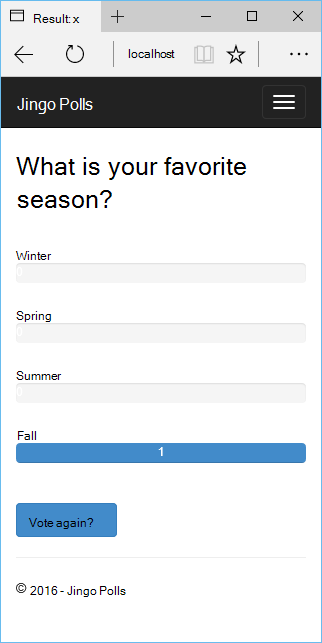 Result:x
localhost
Jingo Polls
What is your favorite
season?
Winter
0
Spring
0
Summer
0
Fall
1
Vote again?
© 2016 - Jingo Polls